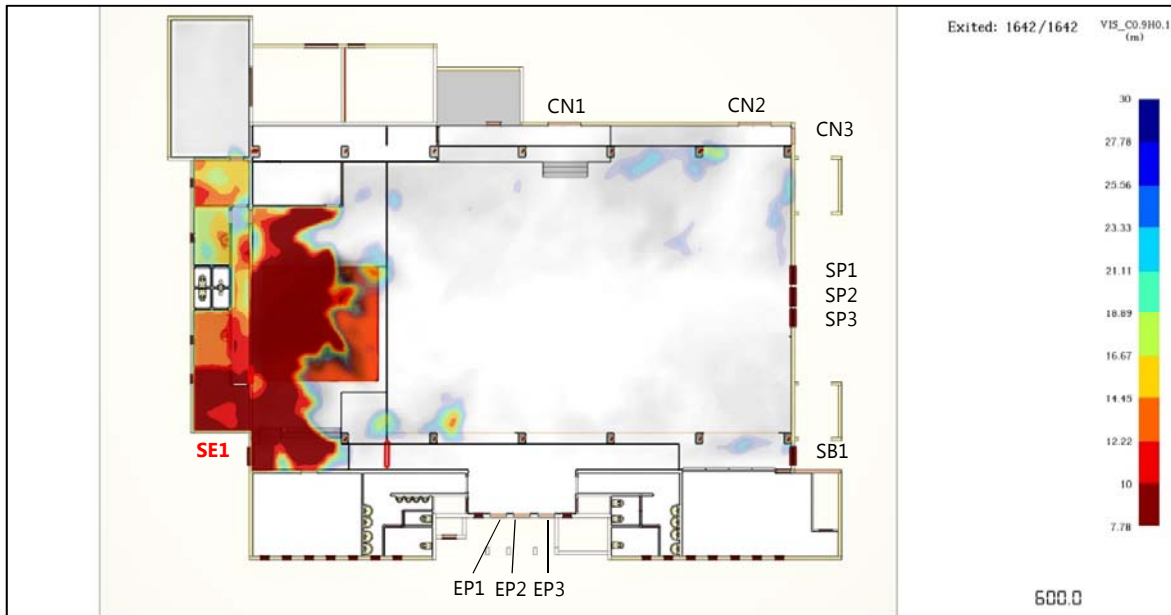 Exited: 1642/1642
VIS_C0.9H0.1
(m)
CN1
CN2
CN3
30
27.78
25.56
23.33
21.11
18.89
16.67
14.45
12.22
10
7.78
SP1
SP2
SP3
SE1
SB1
EP1 EP2 EP3
600.0